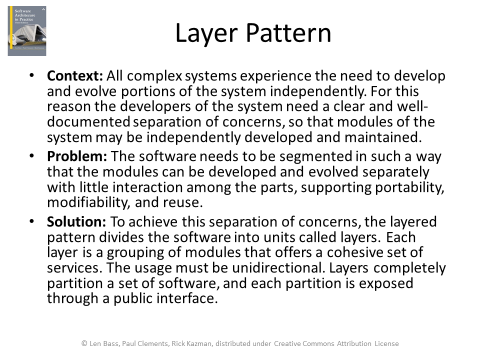 Layer Pattern
• Context: All complex systems experience the need to develop
and evolve portions of the system independently. For this
reason the developers of the system need a clear and well-
documented separation of concerns, so that modules of the
system may be independently developed and maintained.
• Problem: The software needs to be segmented in such a way
that the modules can be developed and evolved separately
with little interaction among the parts, supporting portability,
modifiability, and reuse.
• Solution: To achieve this separation of concerns, the layered
pattern divides the software into units called layers. Each
layer is a grouping of modules that offers a cohesive set of
services. The usage must be unidirectional. Layers completely
partition a set of software, and each partition is exposed
through a public interface.
© Len Bass, Paul Clements, Rick Kazman, distributed under Creative Commons Attribution License